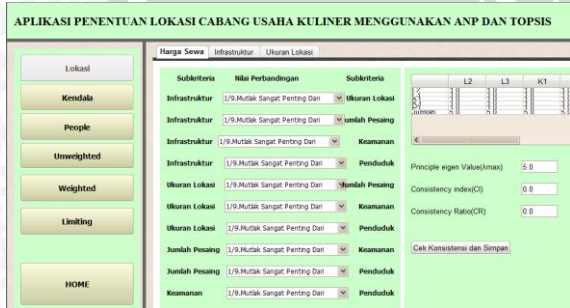 APLIKASI PENENTUAN LOKASI CABANG USAHA KULINER MENGGUNAKAN ANP DAN TOPSIS
Lokasi
Kendala
People
Unweighted
Weighted
Limiting
HOME
Harga Sewa Infrastruktur Ukuran Lokasi
Subkriteria Nilai Perbandingan Subkriteria
Infrastruktur 1/9.Mutlak Sangat Penting Dari Ukuran Lokasi
Infrastruktur 1/9.Mutlak Sangat Penting Dari umlah Pesaing
Infrastruktur 1/9.Mutlak Sangat Penting Dari Keamanan
Infrastruktur 1/9.Mutlak Sangat Penting Dari Penduduk
Ukuran Lokasi 1/9.Mutlak Sangat Penting Dari umlah Pesaing
Ukuran Lokasi 1/9.Mutlak Sangat Penting Dari Keamanan
Ukuran Lokasi 1/9.Mutlak Sangat Penting Dari Penduduk
Jumlah Pesaing 1/9.Mutlak Sangat Penting Dari Keamanan
Jumlah Pesaing 1/9.Mutlak Sangat Penting Dari Penduduk
Keamanan 1/9.Mutlak Sangat Penting Dari Penduduk
L2 L3 K1
Principle eigen Value(λmax) 5.0
Consistency index(CI) 0.0
Consistency Ratio(CR) 0.0
Cek Konsistensi dan Simpan